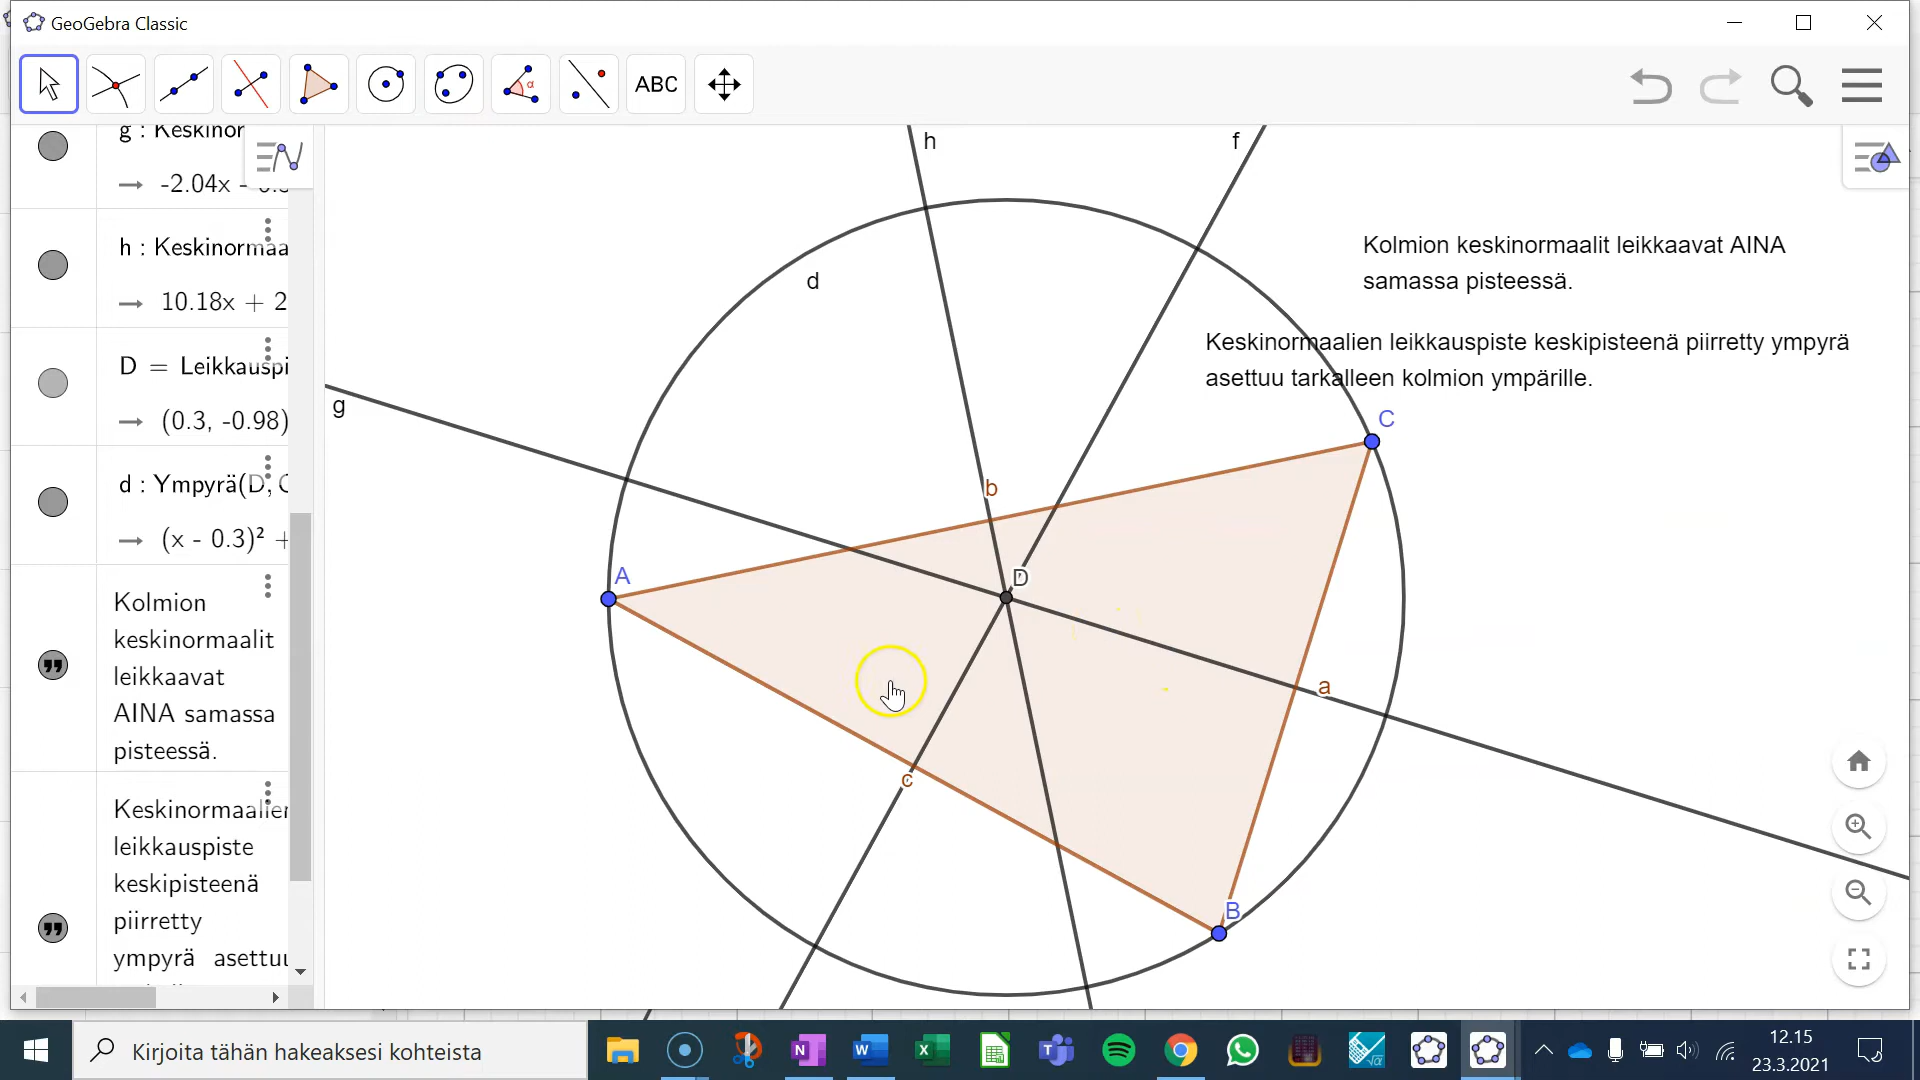 GeoGebra Classic
ABC
g : Keskinor
→ -2.04x -
h : Keskinormaa
→ 10.18x + 2
D = Leikkauspi
→ (0.3, -0.98)
d : Ympyrä(D,
→ (x - 0.3)² +
Kolmion
keskinormaalit
leikkaavat
AINA samassa
pisteessä.
Keskinormaalien
leikkauspiste
keskipisteenä
piirretty
ympyrä asettuu
h
f
d
g
Kolmion keskinormaalit leikkaavat AINA
samassa pisteessä.
Keskinormaalien leikkauspiste keskipisteenä piirretty ympyrä
asettuu tarkalleen kolmion ympärille.
C
b
A
D
a
c
B
Kirjoita tähän hakeaksesi kohteista
12.15
23.3.2021